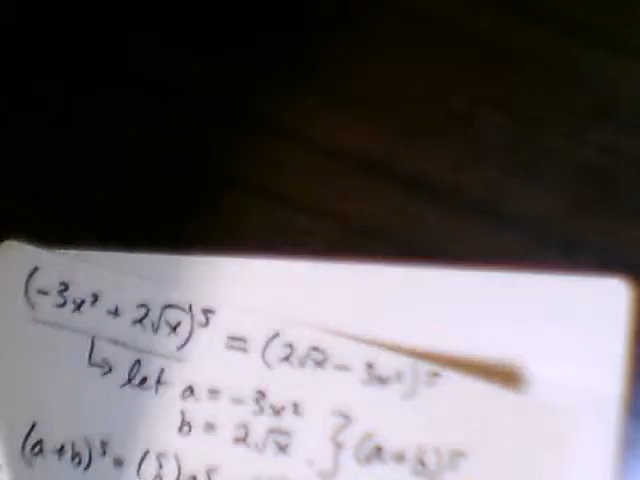 (-3x² + 2√x)⁵ = (2√x - 3x²)⁵
↳ let a = -3x²
b = 2√x } (a+b)⁵
(a+b)⁵ =